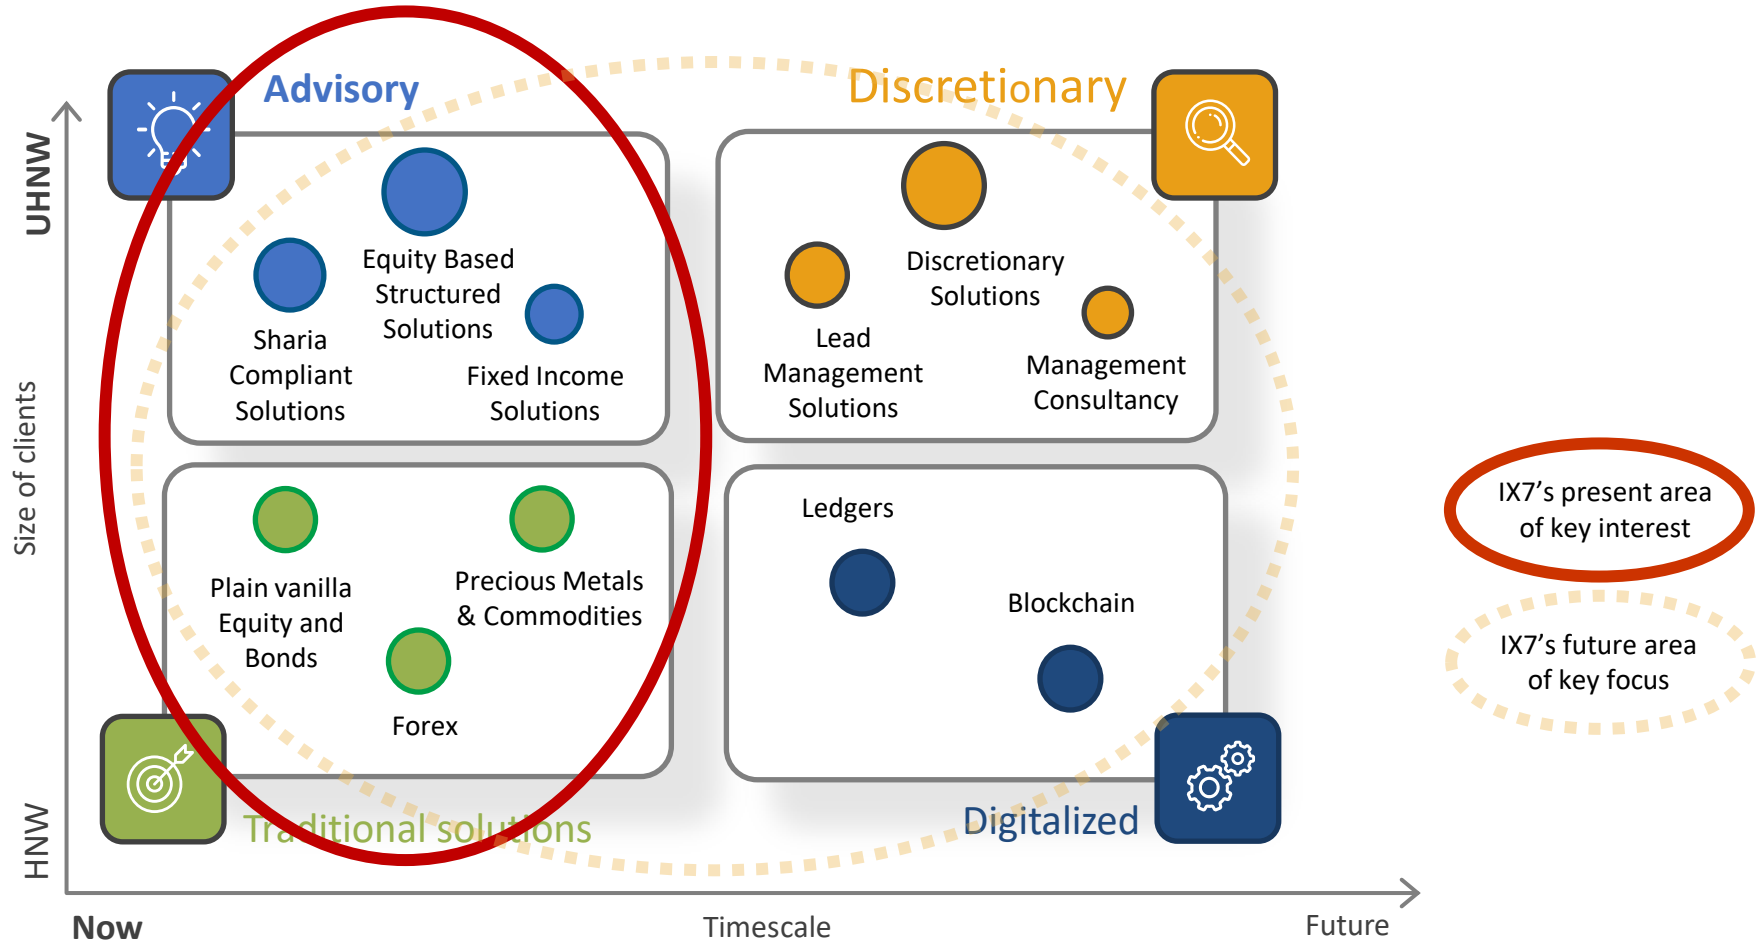 Advisory
Discretionary
UHNW
Equity Based
Structured
Solutions
Sharia
Compliant
Solutions
Fixed Income
Solutions
Discretionary
Solutions
Lead
Management
Solutions
Management
Consultancy
Size of clients
Plain vanilla
Equity and
Bonds
Precious Metals
& Commodities
Forex
Ledgers
Blockchain
IX7’s present area
of key interest
IX7’s future area
of key focus
HNW
Traditional solutions
Digitalized
Now
Timescale
Future